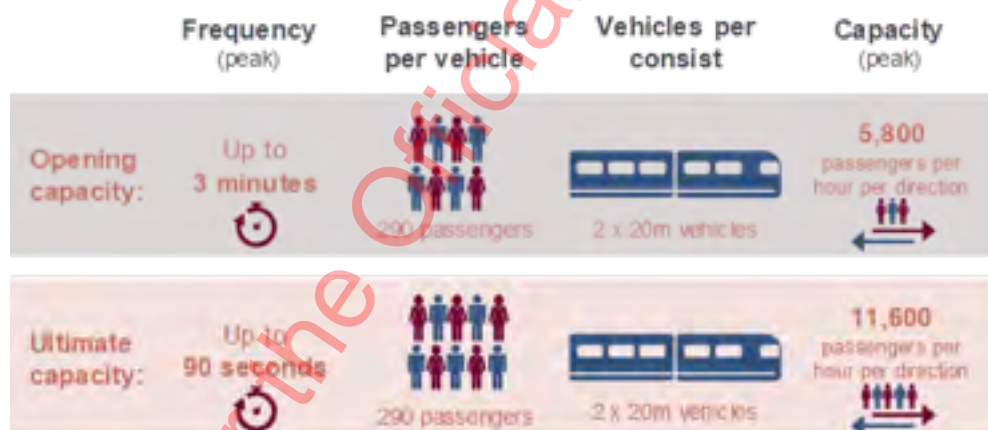 Frequency
(peak)
Passengers
per vehicle
Vehicles per
consist
Capacity
(peak)
Opening
capacity:
Up to
3 minutes
290 passengers
2 x 20m vehicles
5,800
passengers per
hour per direction
Ultimate
capacity:
Up to
90 seconds
290 passengers
2 x 20m vehicles
11,600
passengers per
hour per direction
the Official